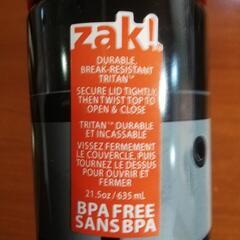 zak!
DURABLE,
BREAK-RESISTANT
TRITAN™
SECURE LID TIGHTLY,
THEN TWIST TOP TO
OPEN & CLOSE
TRITAN™ DURABLE
ET INCASSABLE
VISSEZ FERMEMENT
LE COUVERCLE, PUIS
TOURNEZ LE DESSUS
POUR OUVRIR ET
FERMER
21.5oz / 635 mL
BPA FREE
SANS BPA